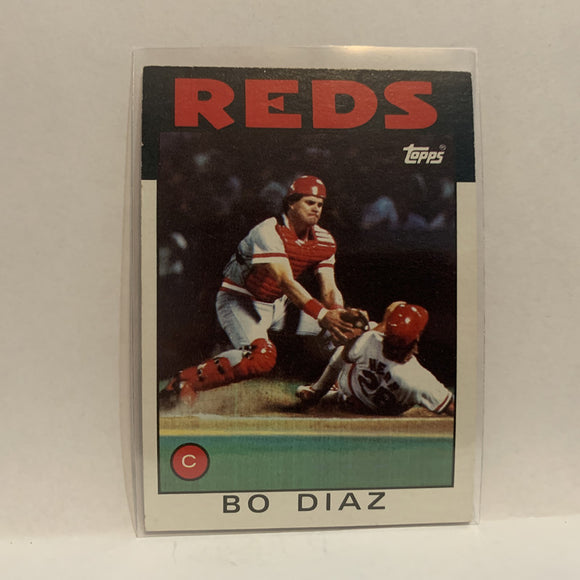 REDS
topps®
C
BO DIAZ